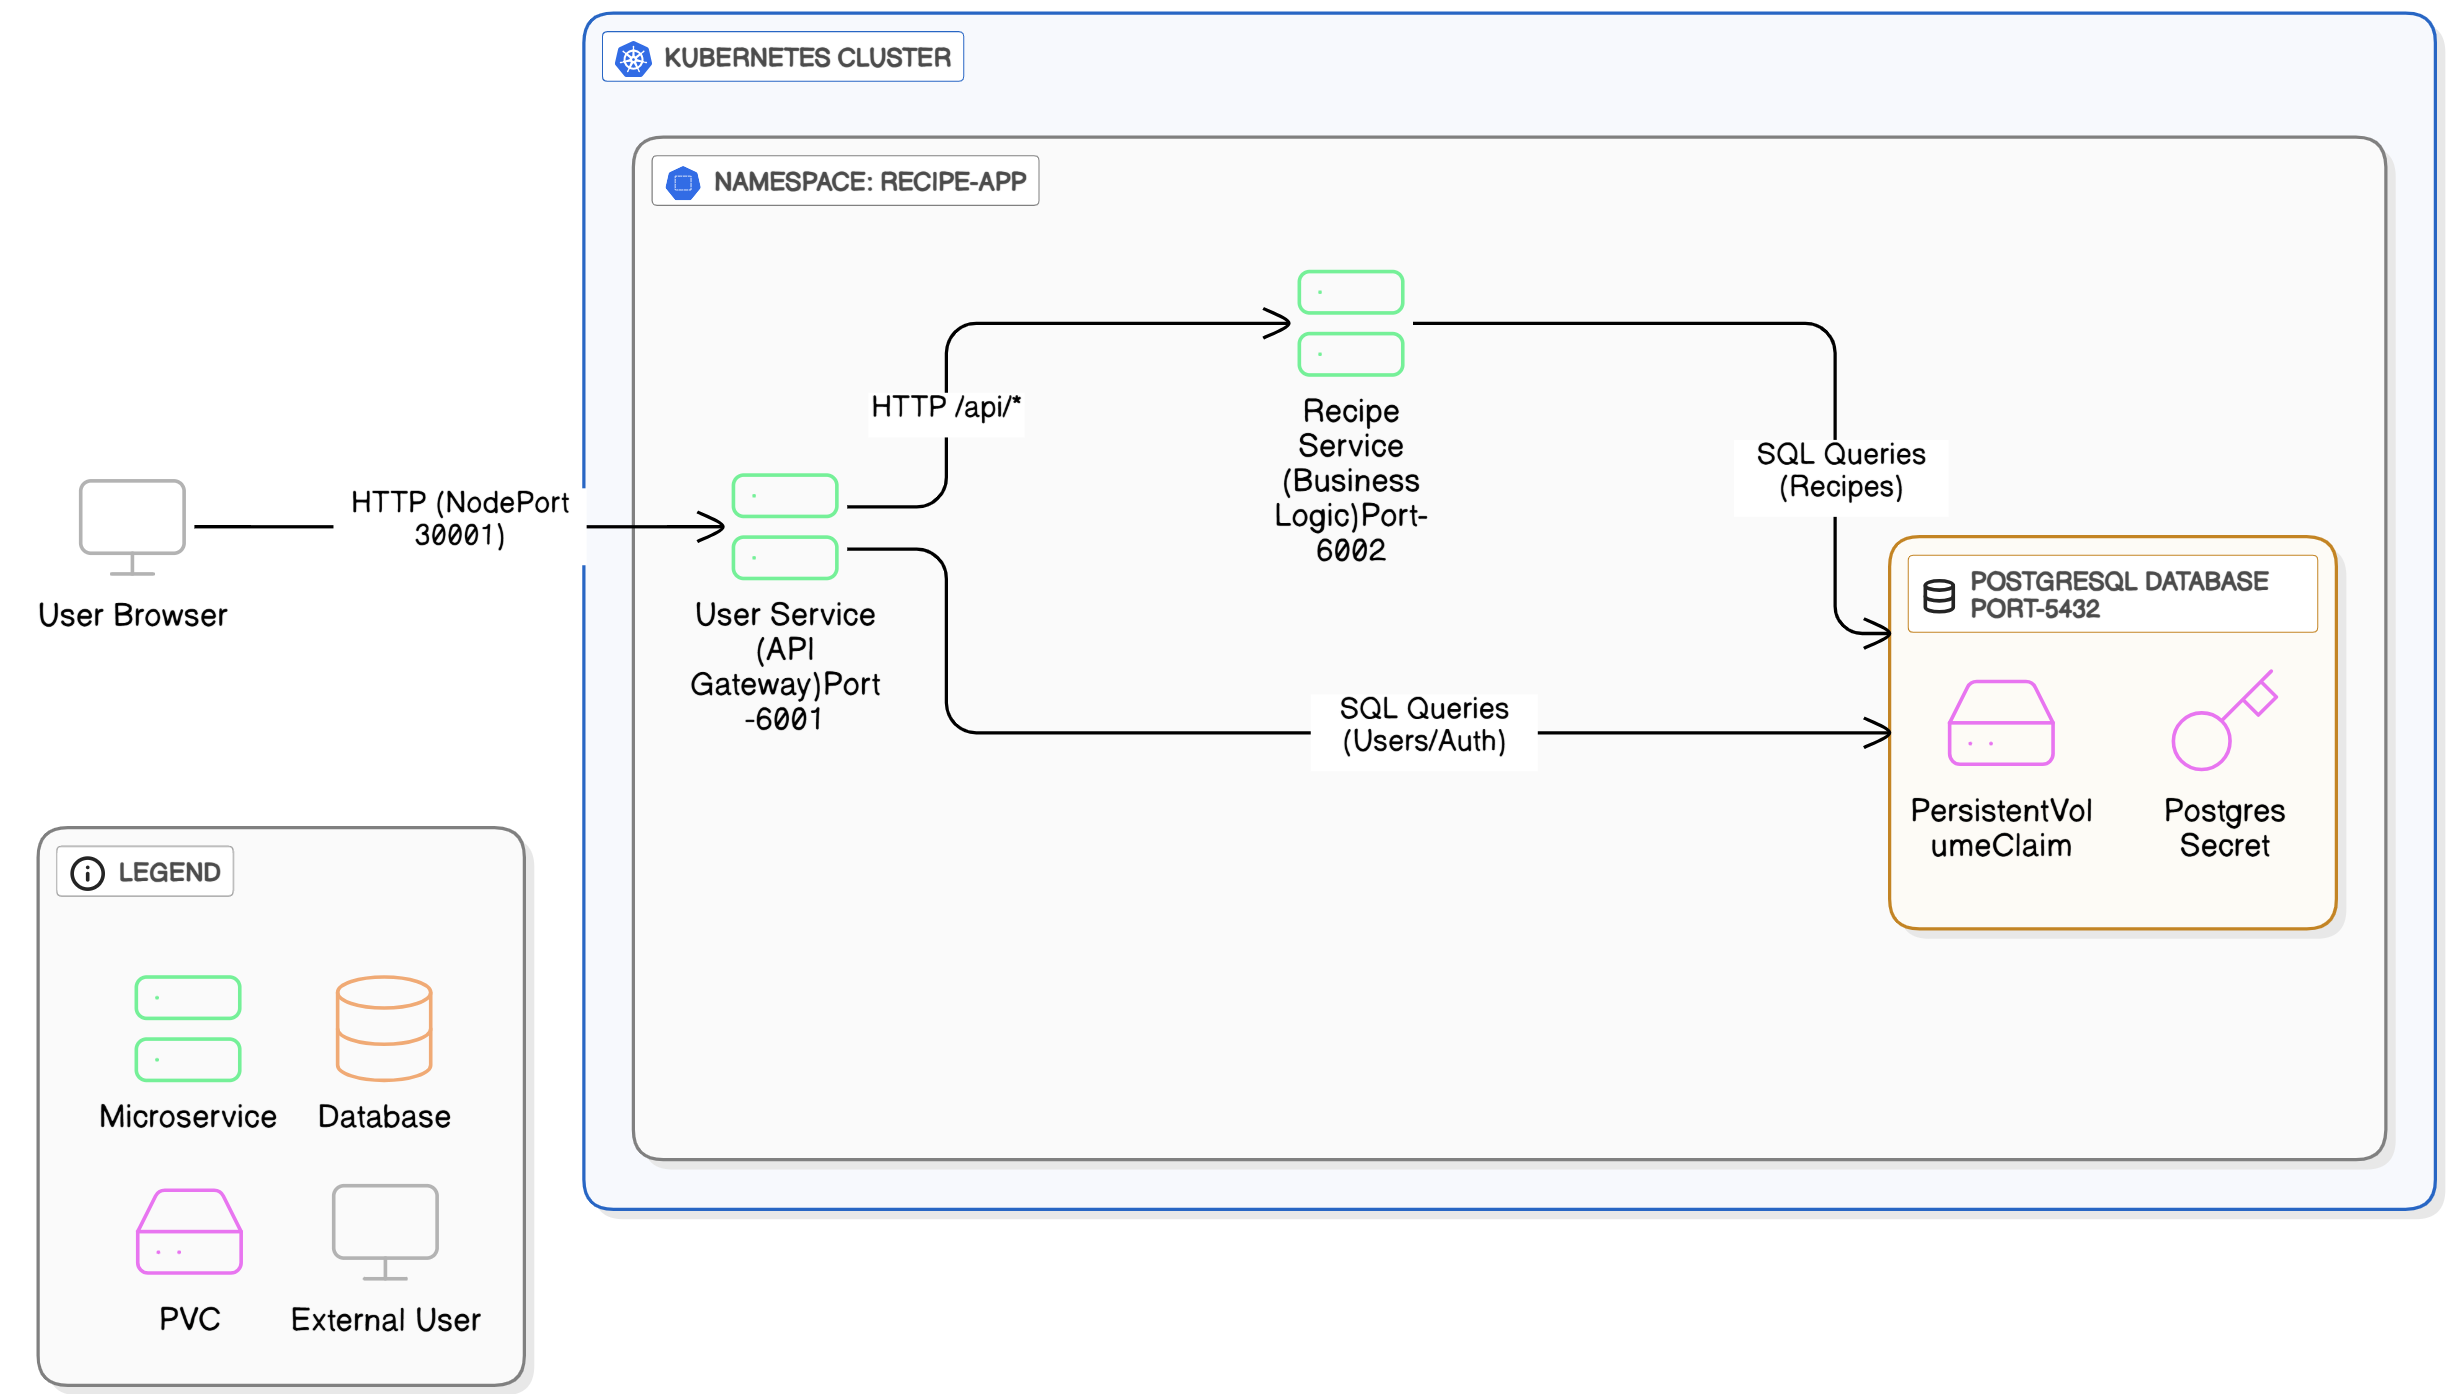 KUBERNETES CLUSTER
NAMESPACE: RECIPE-APP
HTTP /api/*
Recipe
Service
(Business
Logic)Port-
6002
SQL Queries
(Recipes)
HTTP (NodePort
30001)
User Browser
User Service
(API
Gateway)Port
-6001
SQL Queries
(Users/Auth)
POSTGRESQL DATABASE
PORT-5432
PersistentVol
umeClaim
Postgres
Secret
LEGEND
Microservice
Database
PVC
External User